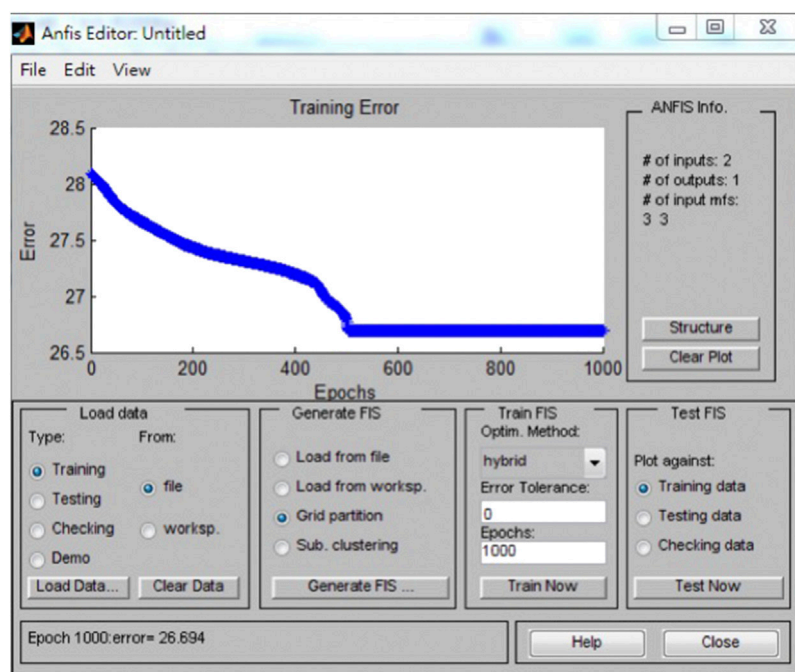 Anfis Editor: Untitled
File Edit View
Training Error
28.5
28
27.5
27
26.5
Error
0 200 400 600 800 1000
Epochs
ANFIS Info.
# of inputs: 2
# of outputs: 1
# of input mfs:
3 3
Structure
Clear Plot
Load data
Type: From:
Training
Testing
Checking
Demo
file
worksp.
Load Data... Clear Data
Generate FIS
Load from file
Load from worksp.
Grid partition
Sub. clustering
Generate FIS ...
Train FIS
Optim. Method:
hybrid
Error Tolerance:
0
Epochs:
1000
Train Now
Test FIS
Plot against:
Training data
Testing data
Checking data
Test Now
Epoch 1000:error= 26.694
Help Close